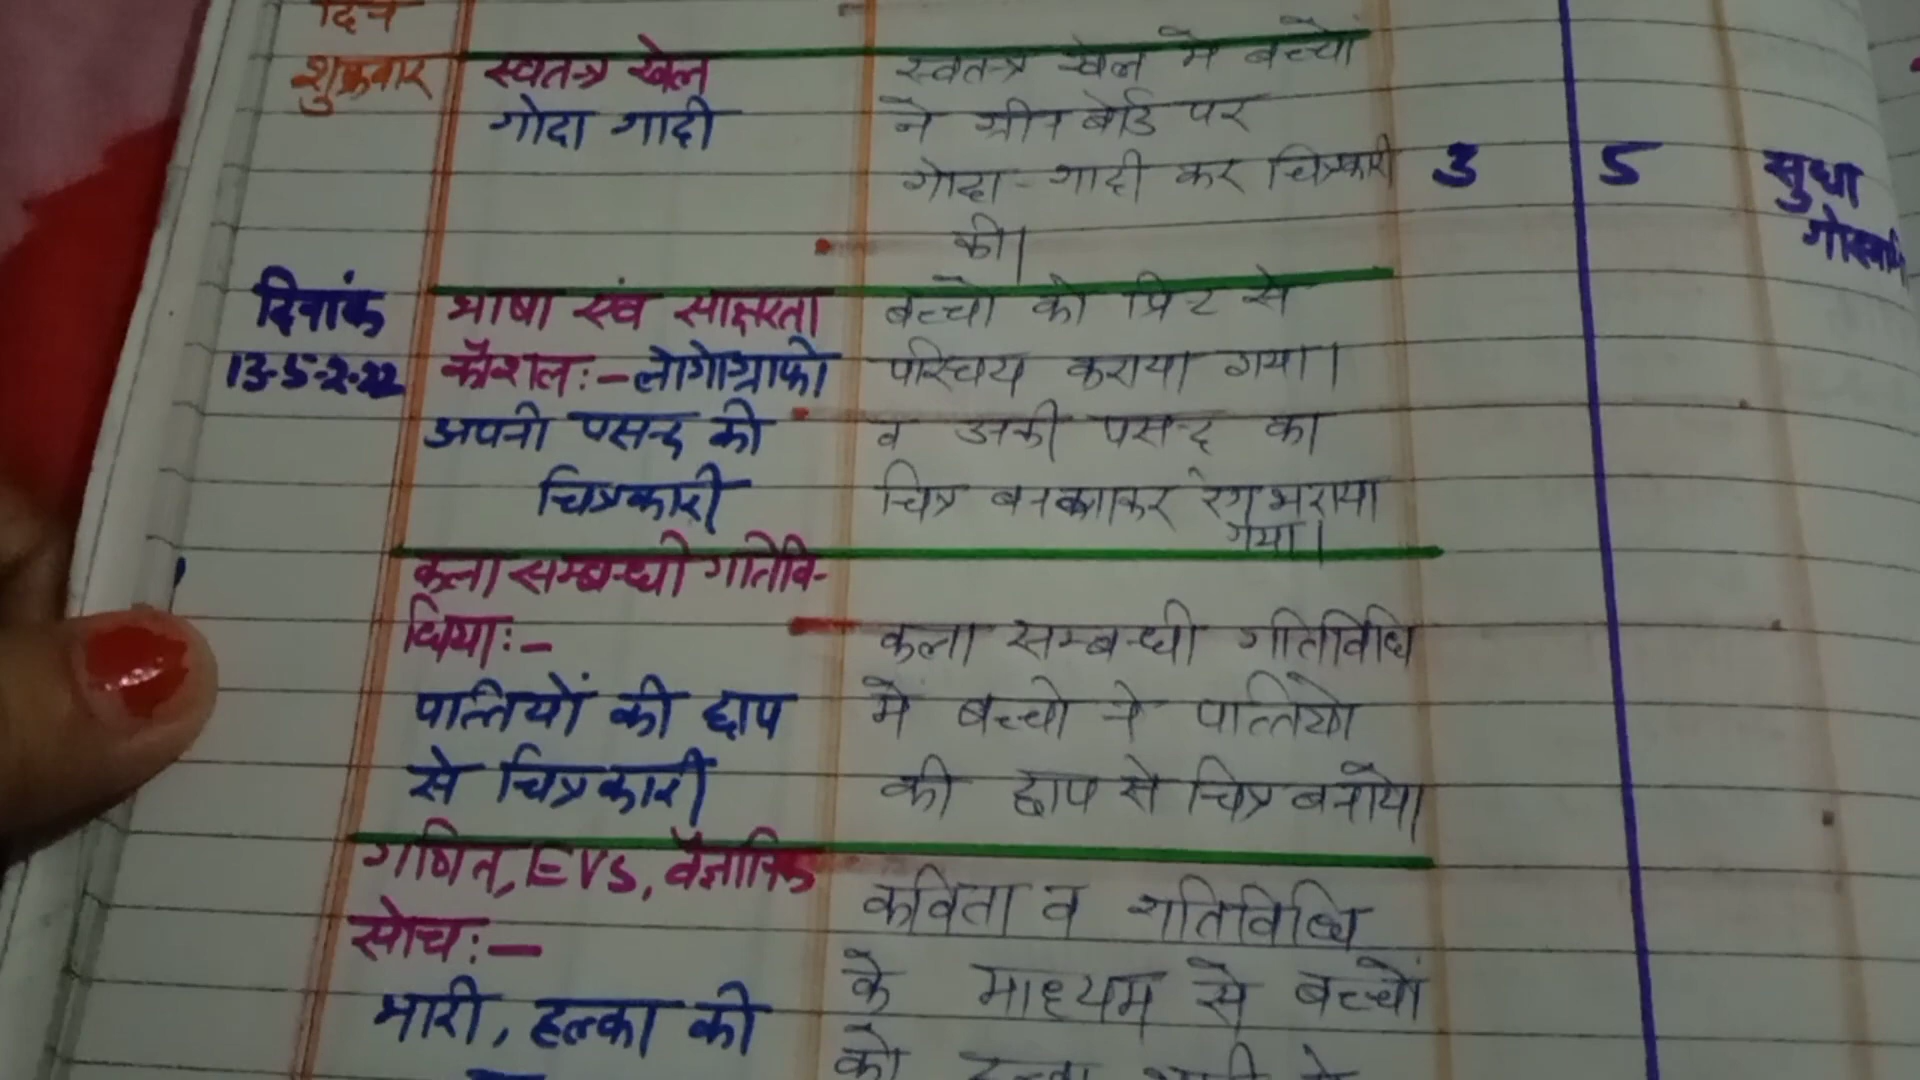 दिन
शुक्रवार
स्वतन्त्र खेल
गोदा गादी
स्वतन्त्र खेल मे बच्चो
ने ग्रीन बोर्ड पर
गोदा-गादी कर चित्रकारी
की।
3
5
सुधा
गोस्वामी
दिनांक
13-5-2-22
भाषा एंव साक्षरता
कौशल:- लोगोग्राफी
अपनी पसन्द की
चित्रकारी
बच्चो को प्रिंट से
परिचय कराया गया।
व उनकी पसन्द का
चित्र बनवाकर रंग भराया
गया।
कला सम्बन्धी गतिवि-
धिया:-
पत्तियों की छाप
से चित्रकारी
कला सम्बन्धी गतिविधि
में बच्चो ने पत्तियो
की छाप से चित्र बनाये।
गणित, EVS, वैज्ञानिक
सोच:-
भारी, हल्का की
कविता व गतिविधि
के माध्यम से बच्चों
को